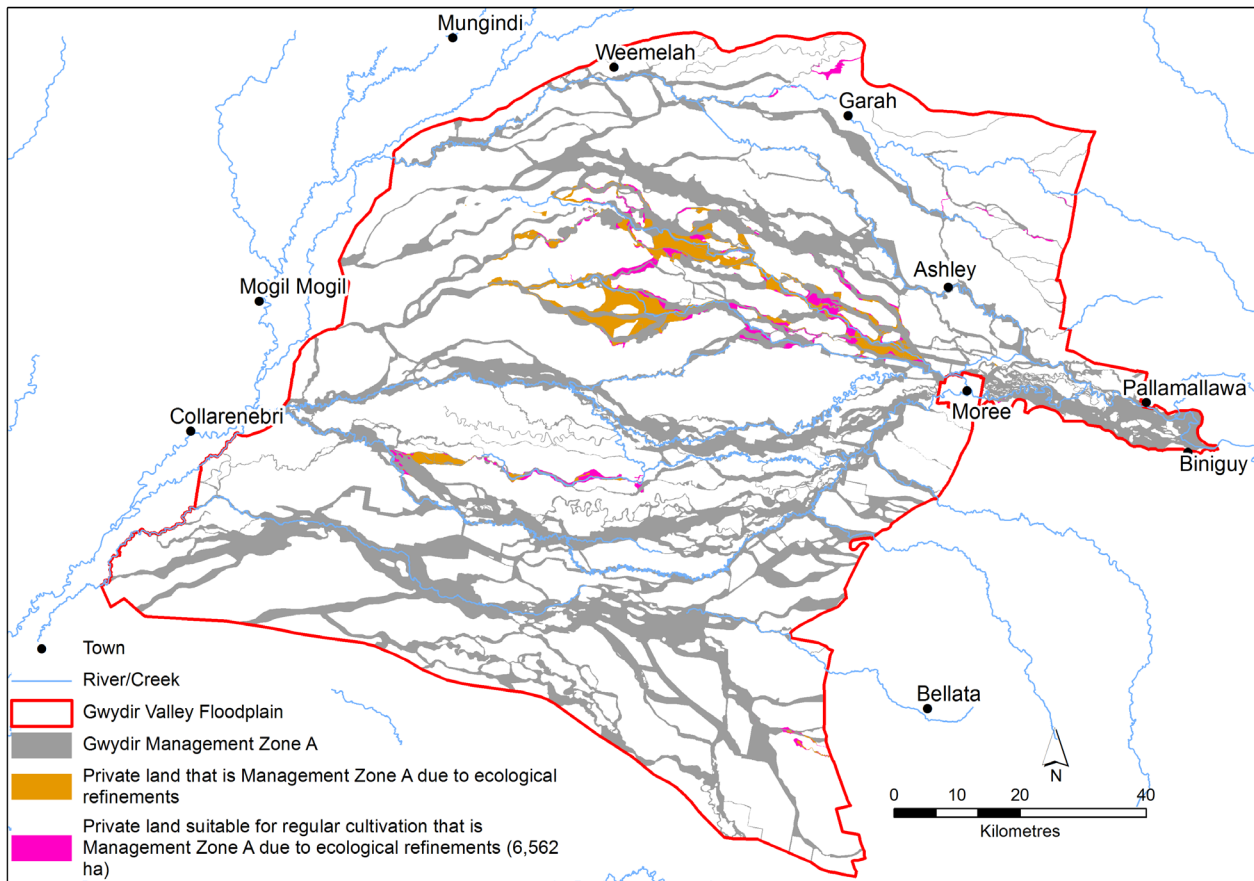 Mungindi
Weemelah
Garah
Ashley
Mogil Mogil
Pallamallawa
Moree
Collarenebri
Biniguy
Bellata
Town
River/Creek
Gwydir Valley Floodplain
Gwydir Management Zone A
Private land that is Management Zone A due to ecological
refinements
Private land suitable for regular cultivation that is
Management Zone A due to ecological refinements (6,562
ha)
N
0 10 20 40
Kilometres